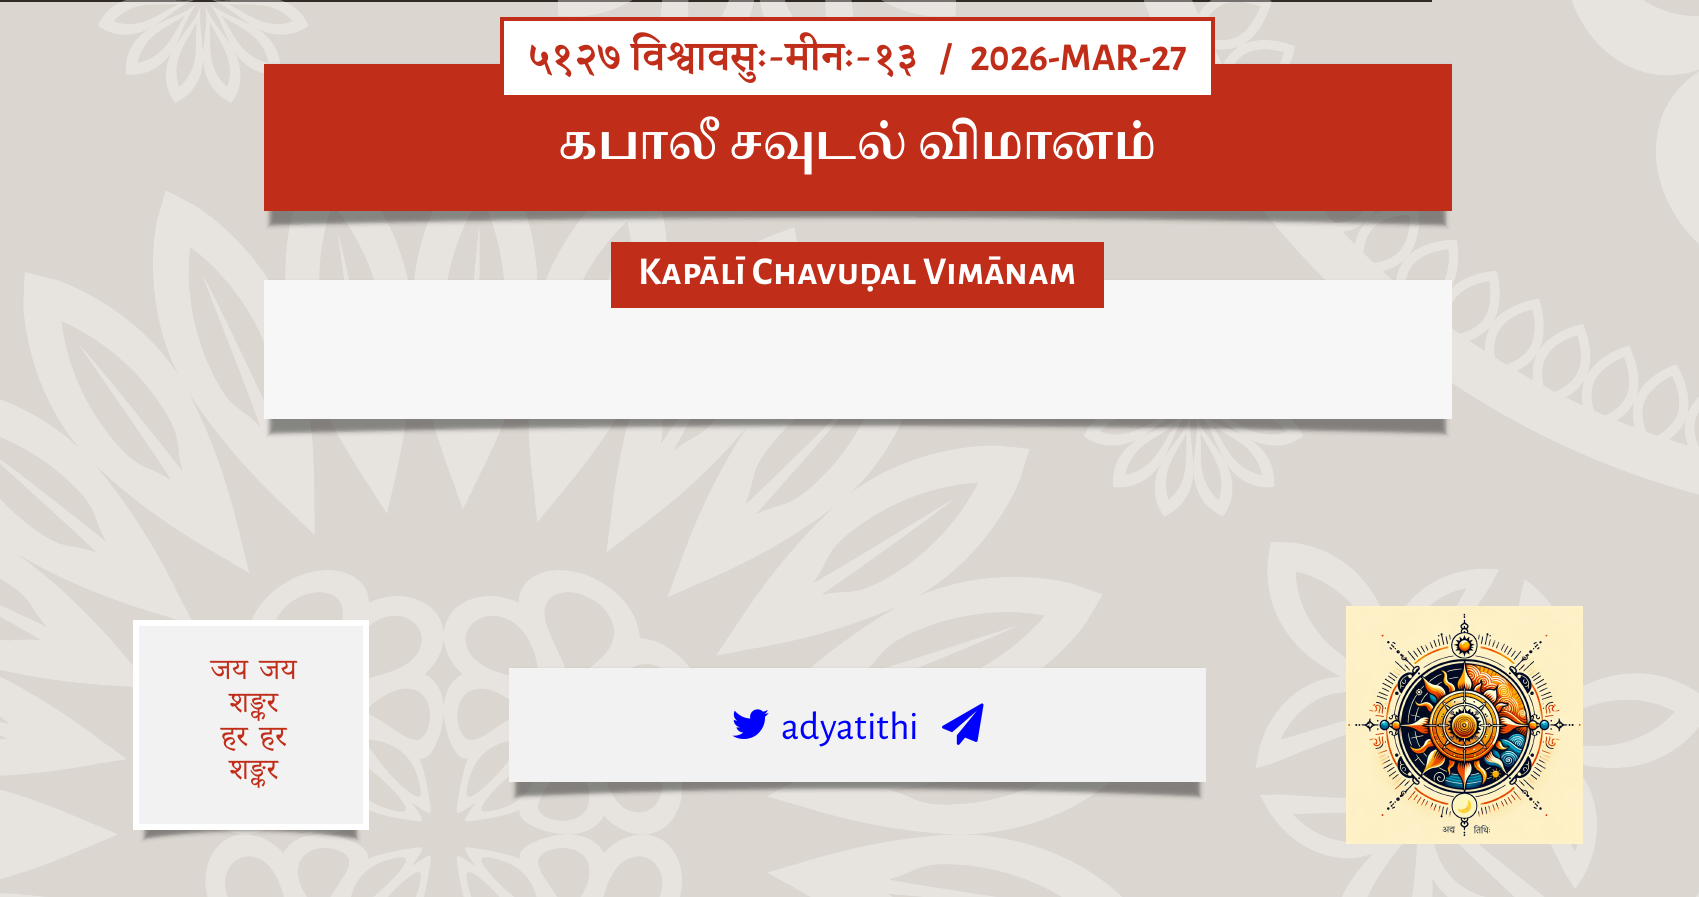 ५१२७ विश्वावसुः-मीनः-१३ / 2026-MAR-27
கபாலீ சவுடல் விமானம்
Kapālī Chavuḍal Vimānam
जय जय
शङ्कर
हर हर
शङ्कर
adyatithi
अद्य तिथिः